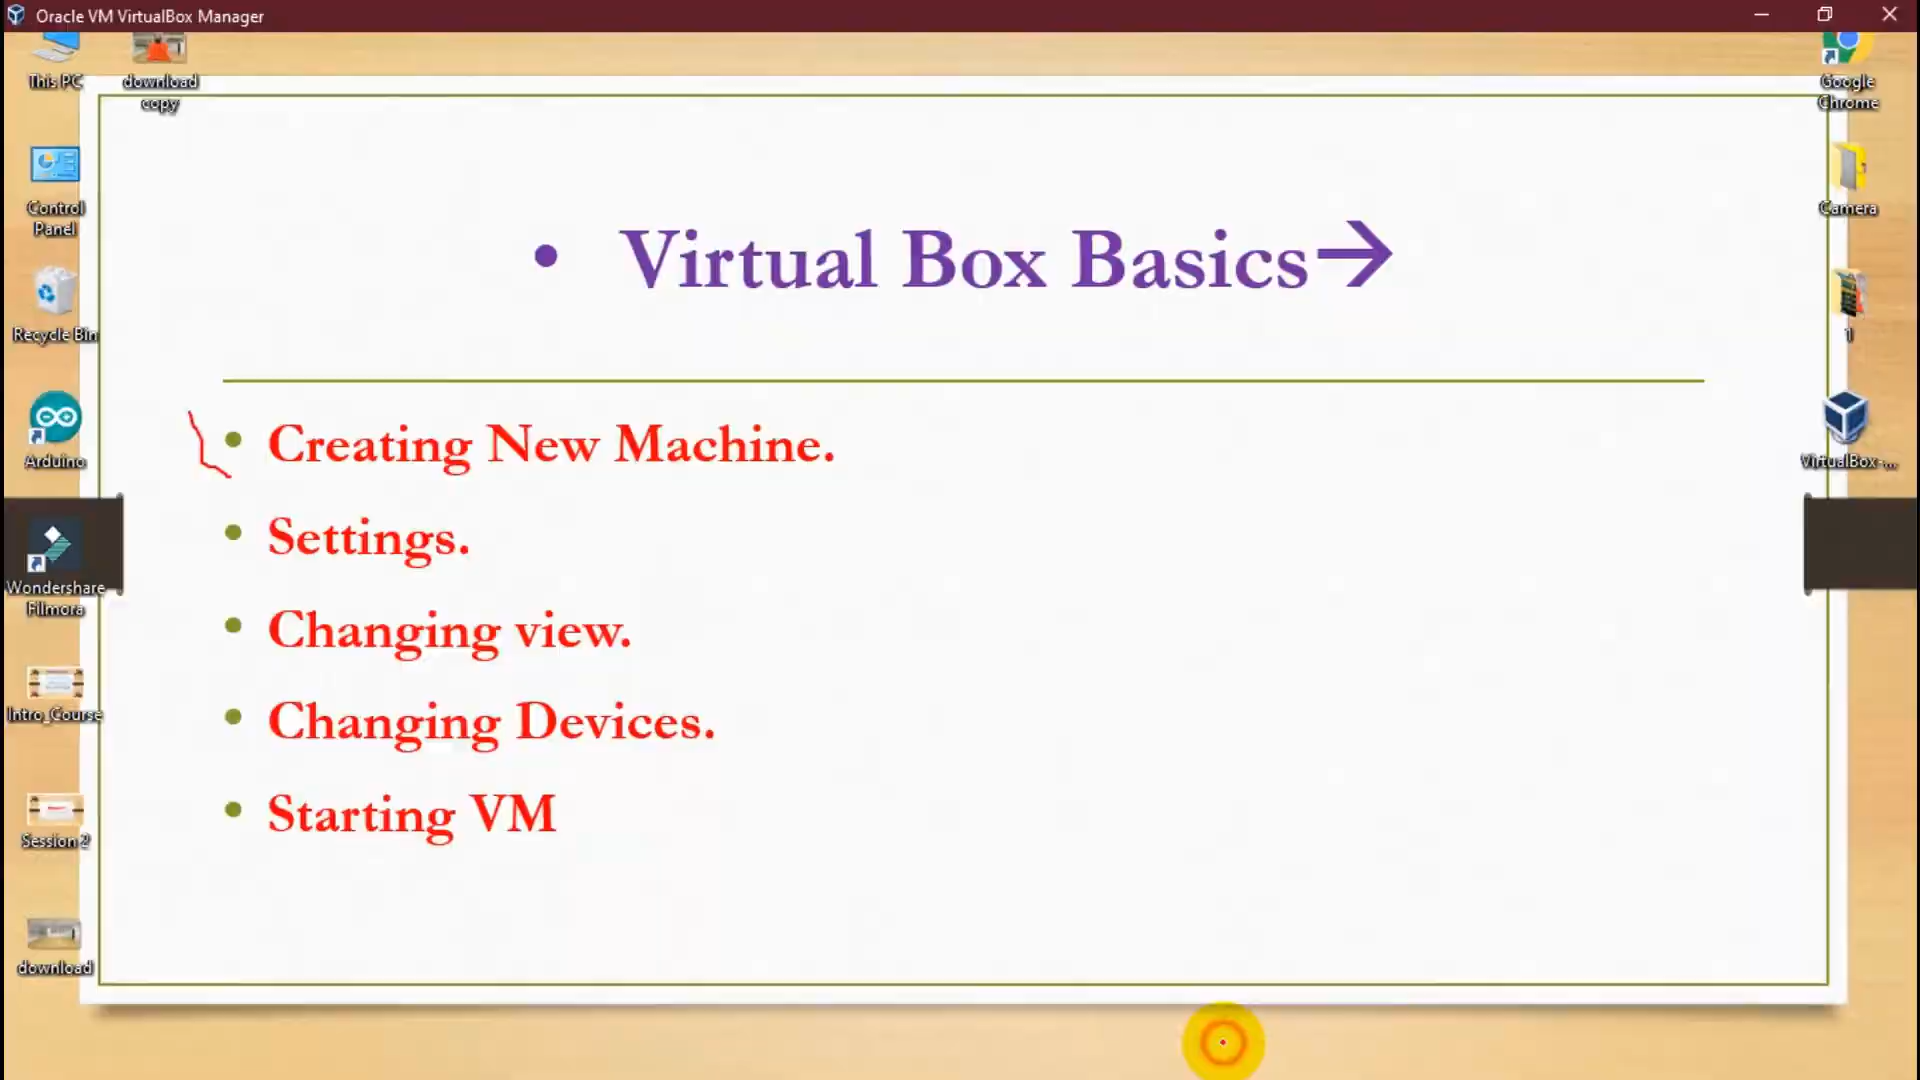 Oracle VM VirtualBox Manager
This PC
download
copy
Google
Chrome
Control
Panel
Camera
Recycle Bin
1
Arduino
VirtualBox-...
Wondershare
Filmora
Intro_Course
Session 2
download
• Virtual Box Basics→
• Creating New Machine.
• Settings.
• Changing view.
• Changing Devices.
• Starting VM